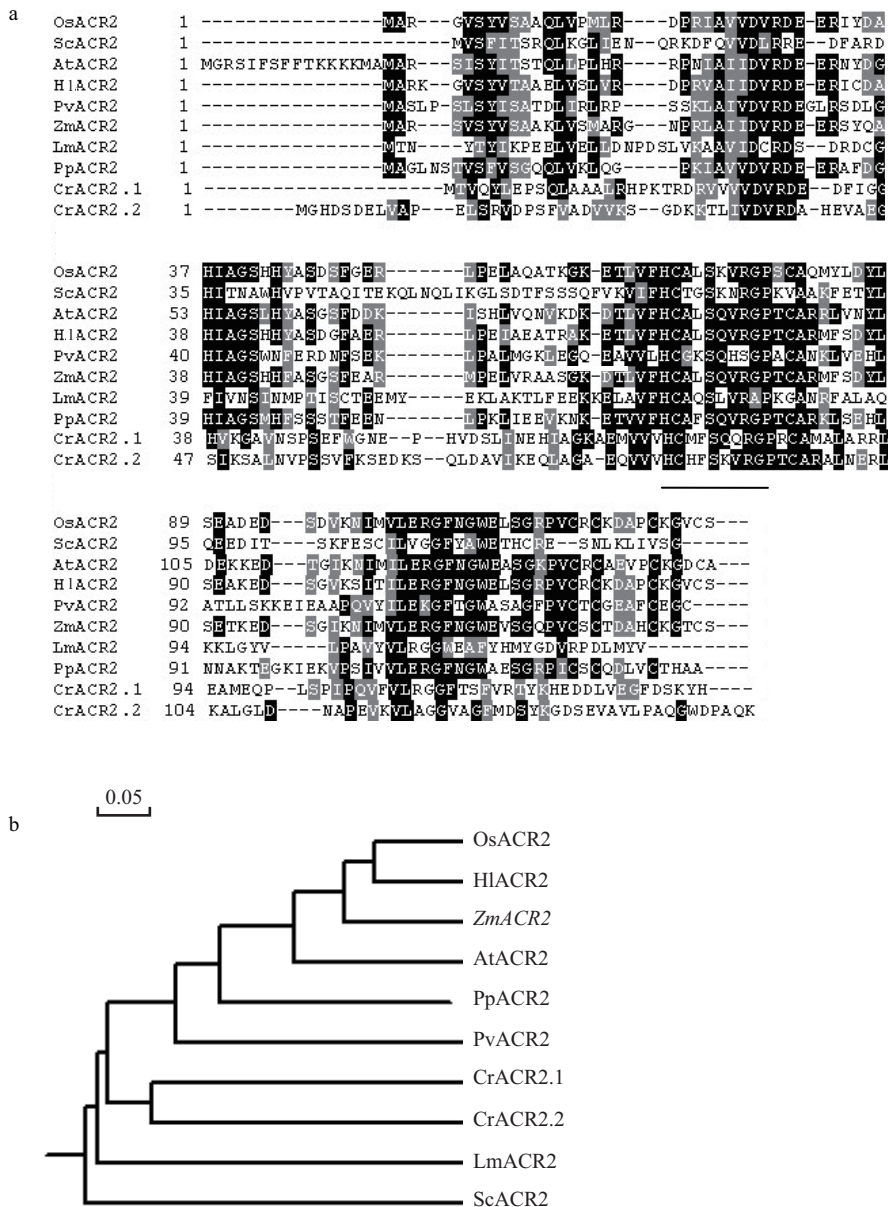 a
OsACR2 1 --------------------MAR----GVSYVSAAQLVPMLR-----DPRIAVVDVRDE-ERIYDA
ScACR2 1 --------------------------MVSFITSRQLKGLIEN--QRKDFQVVDLRRE--DFARD
AtACR2 1 MGRSIFSFFTKKKKMAMAR----SISYITSTQLLPLHR----RPNIAIIDVRDE-ERNYDG
HlACR2 1 --------------------MARK---GVSYVTAAELVSLVR-----DPRVAIIDVRDE-ERICDA
PvACR2 1 --------------------MASLP-SLSYISATDLIRLRP----SSKLAIVDVRDEGLRSDLG
ZmACR2 1 --------------------MAR----SVSYVSAAKLVSMARG---NPRLAIIDVRDE-ERSYQA
LmACR2 1 --------------------MTN----YTYIKPEELVELLDNPDSLVKAAVIDCRDS-DRDCG
PpACR2 1 --------------------MAGLNSTVSFVSGQQLVKLQG-----PKIAVVDVRDE-ERAFDG
CrACR2.1 1 --------------------------MTVQYLEPSQLAAALRHPKTRDRVVVVDVRDE--DFIGG
CrACR2.2 1 ----------MGHDSDELVAP---ELSRVDPSFVADVVKS---GDKKTLIVDVRDA-HEVAEG
OsACR2 37 HIAGSHHYASDSFGER-------LPELAQATKGK-ETLVFHCALSKVRGPSCAQMYLDYL
ScACR2 35 HITNAWHVPVTAQITEKQLNQLIKGLSDTFSSSQFVKVIFHCTGSKNRGPKVAAKFETYL
AtACR2 53 HIAGSLHYASGSFDDK-------ISHLVQNVKDK-DTLVFHCALSQVRGPTCARRLVNYL
HlACR2 38 HIAGSHHYASDGFAER-------LPEIAEATRAK-ETLVFHCALSQVRGPTCARMFSDYL
PvACR2 40 HIAGSWNFERDNFSEK-------LPALMGKLEGQ-EAVVLHCGKSQHSGPACANKLVEHL
ZmACR2 38 HIAGSHHFASGSFEAR-------MPELVRAASGK-DTLVFHCALSQVRGPTCARMFSDYL
LmACR2 39 FIVNSINMPTISCTEEMY-----EKLAKTLFEEKKELAVFHCAQSLVRAPKGANRFALAQ
PpACR2 39 HIAGSMHFSSSTFEEN-------LPKLIEEVKNK-ETVVFHCAFSQVRGPTCARKLSEHL
CrACR2.1 38 HVKGAVNSPSEFWGNE--P--HVDSLINEHIAGKAEMVVVHCMFSQQRGPRCAMALARRL
CrACR2.2 47 SIKSALNVPSSVFKSEDKS--QLDAVIKEQLAGA-EQVVVHCHFSKVRGPTCARALNERL
OsACR2 89 SEADED---SDVKNIMVLERGFNGWELSGRPVCRCKDAPCKGVCS---
ScACR2 95 QEEDIT---SKFESCILVGGFYAWETHCRE--SNLKLIVSG-------
AtACR2 105 DEKKED---TGIKNIMILERGFNGWEASGKPVCRCAEVPCKGDCA---
HlACR2 90 SEAKED---SGVKSITILERGFNGWELSGRPVCRCKDAPCKGVCS---
PvACR2 92 ATLLSKKEIEAAPQVYILEKGFTGWASAGFPVCTCGEAFCEGC-----
ZmACR2 90 SETKED---SGIKNIMVLERGFNGWEVSGQPVCSCTDAHCKGTCS---
LmACR2 94 KKLGYV-----LPAVYVLRGGWEAFYHMYGDVRPDLMYV---------
PpACR2 91 NNAKTEGKIEKVPSIVVLERGFNGWAESGRPICSCQDLVCTHAA----
CrACR2.1 94 EAMEQP--LSPIPQVFVLRGGFTSFVRTYKHEDDLVEGFDSKYH----
CrACR2.2 104 KALGLD----NAPEVKVLAGGVAGFMDSYKGDSEVAVLPAQGWDPAQK
0.05
b
OsACR2
HlACR2
ZmACR2
AtACR2
PpACR2
PvACR2
CrACR2.1
CrACR2.2
LmACR2
ScACR2